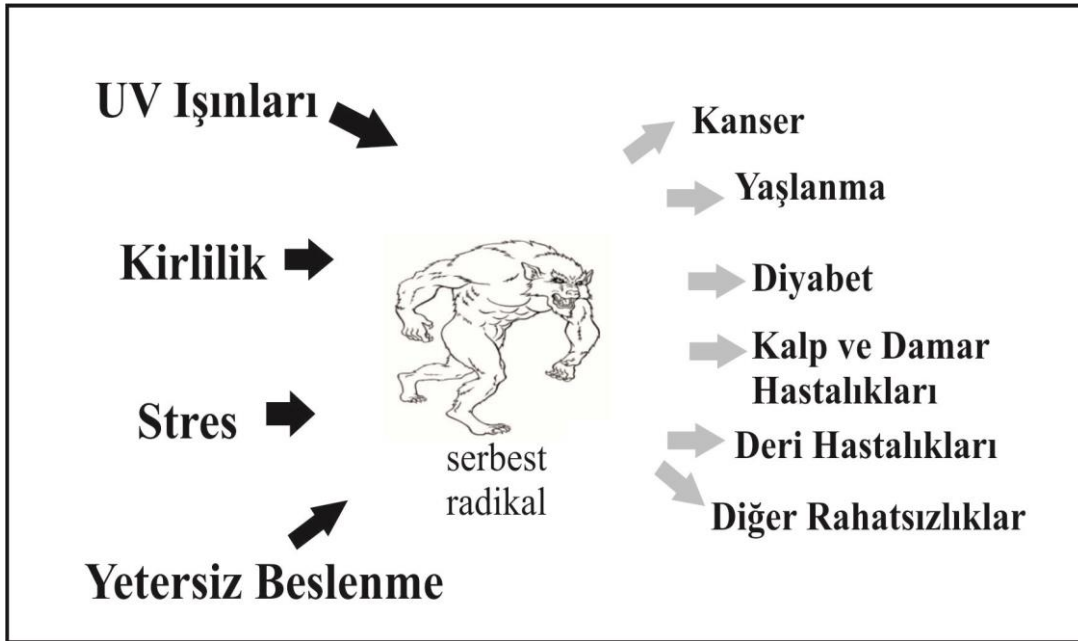 UV Işınları
Kirlilik
Stres
Yetersiz Beslenme
serbest
radikal
Kanser
Yaşlanma
Diyabet
Kalp ve Damar
Hastalıkları
Deri Hastalıkları
Diğer Rahatsızlıklar